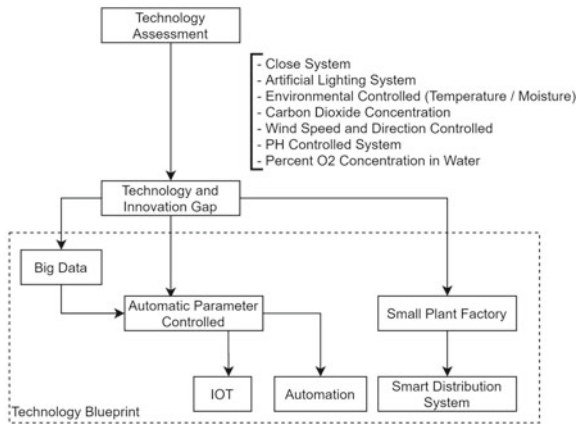 Technology
Assessment
- Close System
- Artificial Lighting System
- Environmental Controlled (Temperature / Moisture)
- Carbon Dioxide Concentration
- Wind Speed and Direction Controlled
- PH Controlled System
- Percent O2 Concentration in Water
Technology and
Innovation Gap
Big Data
Automatic Parameter
Controlled
Small Plant Factory
IOT
Automation
Smart Distribution
System
Technology Blueprint